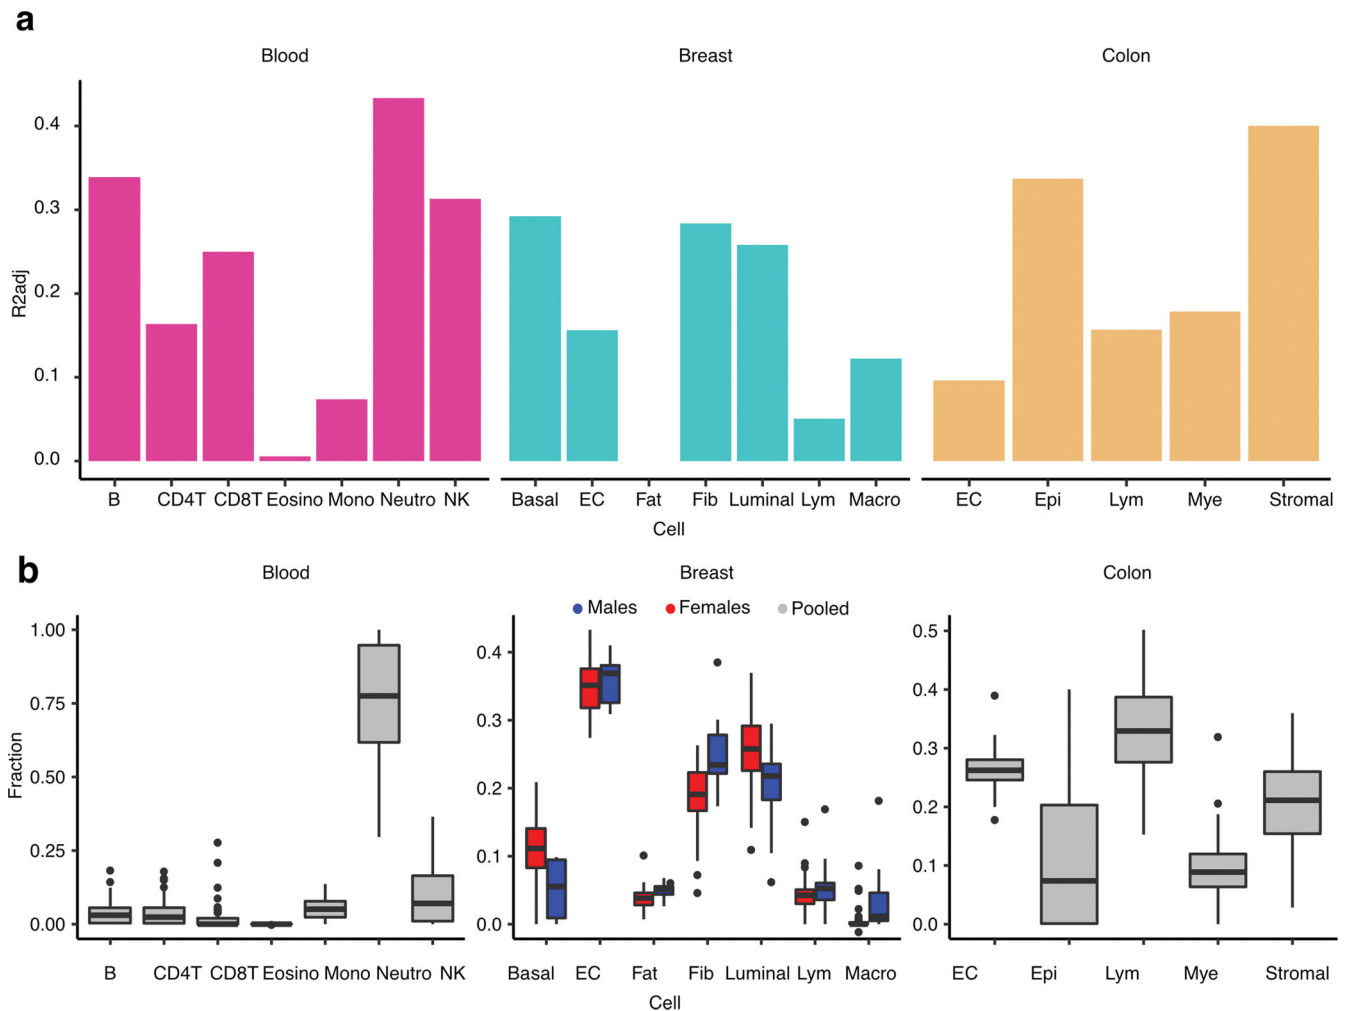 a
Blood
Breast
Colon
R2adj
0.4
0.3
0.2
0.1
0.0
B CD4T CD8T Eosino Mono Neutro NK
Basal EC Fat Fib Luminal Lym Macro
EC Epi Lym Mye Stromal
Cell
b
Blood
Breast
Colon
Males Females Pooled
Fraction
1.00
0.75
0.50
0.25
0.00
0.4
0.3
0.2
0.1
0.0
0.5
0.4
0.3
0.2
0.1
0.0
B CD4T CD8T Eosino Mono Neutro NK
Basal EC Fat Fib Luminal Lym Macro
EC Epi Lym Mye Stromal
Cell